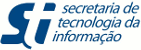 sti
secretaria de
tecnologia da
informação